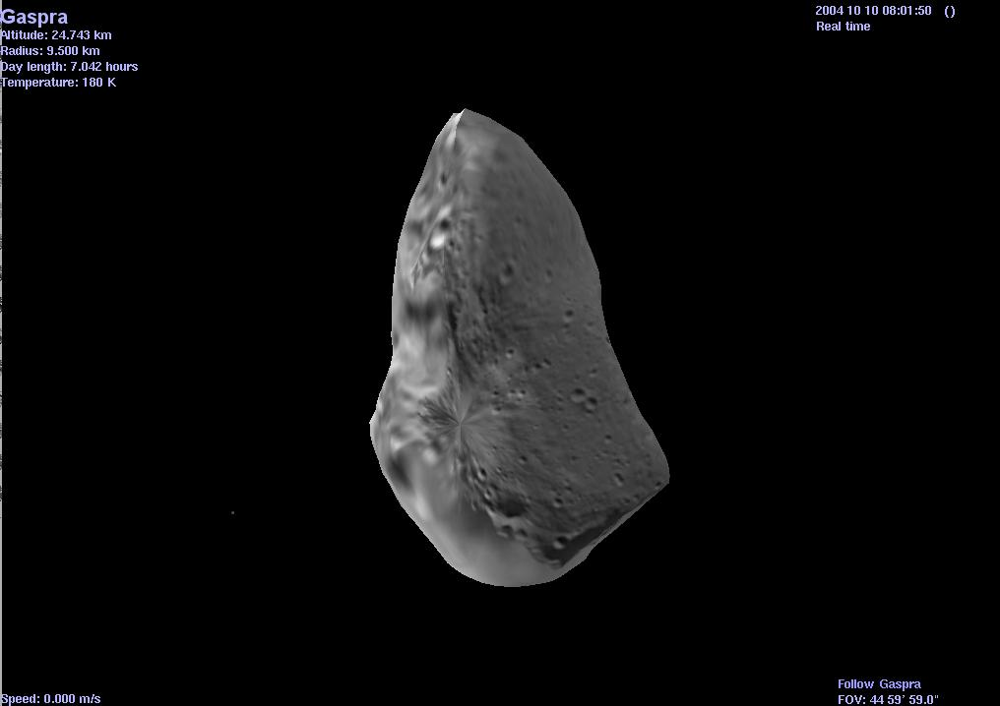 Gaspra
Altitude: 24.743 km
Radius: 9.500 km
Day length: 7.042 hours
Temperature: 180 K
2004 10 10 08:01:50 ()
Real time
Speed: 0.000 m/s
Follow Gaspra
FOV: 44 59' 59.0"